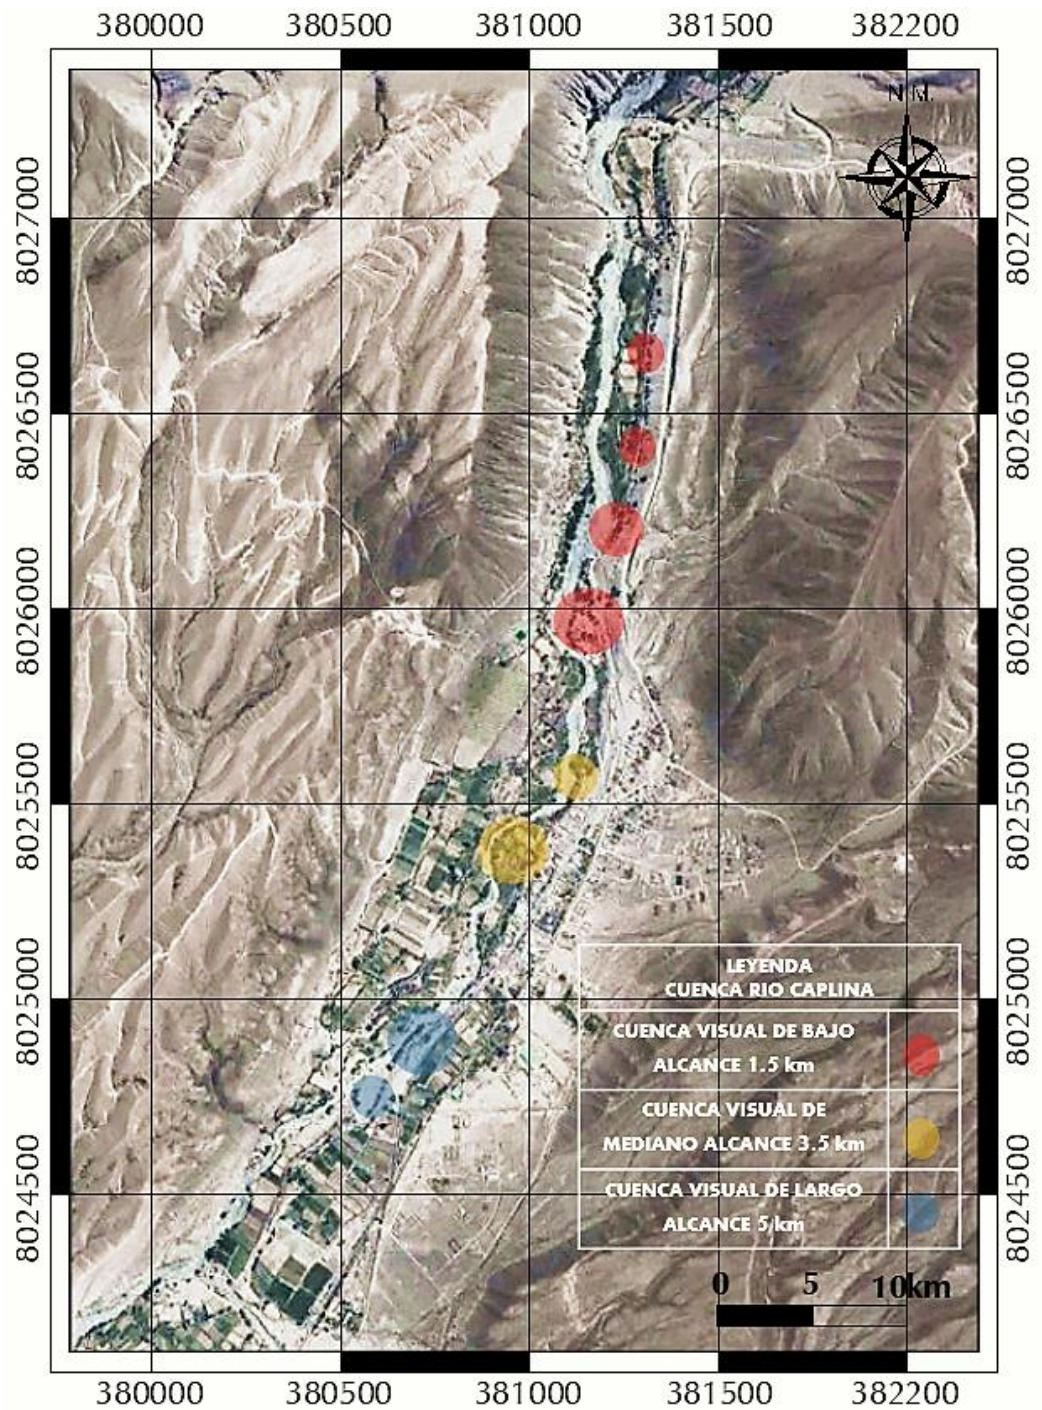 380000 380500 381000 381500 382200
N.M.
8027000 8027000
8026500 8026500
8026000 8026000
8025500 8025500
8025000 8025000
8024500 8024500
LEYENDA
CUENCA RIO CAPLINA
CUENCA VISUAL DE BAJO
ALCANCE 1.5 km
CUENCA VISUAL DE
MEDIANO ALCANCE 3.5 km
CUENCA VISUAL DE LARGO
ALCANCE 5 km
0 5 10km
380000 380500 381000 381500 382200